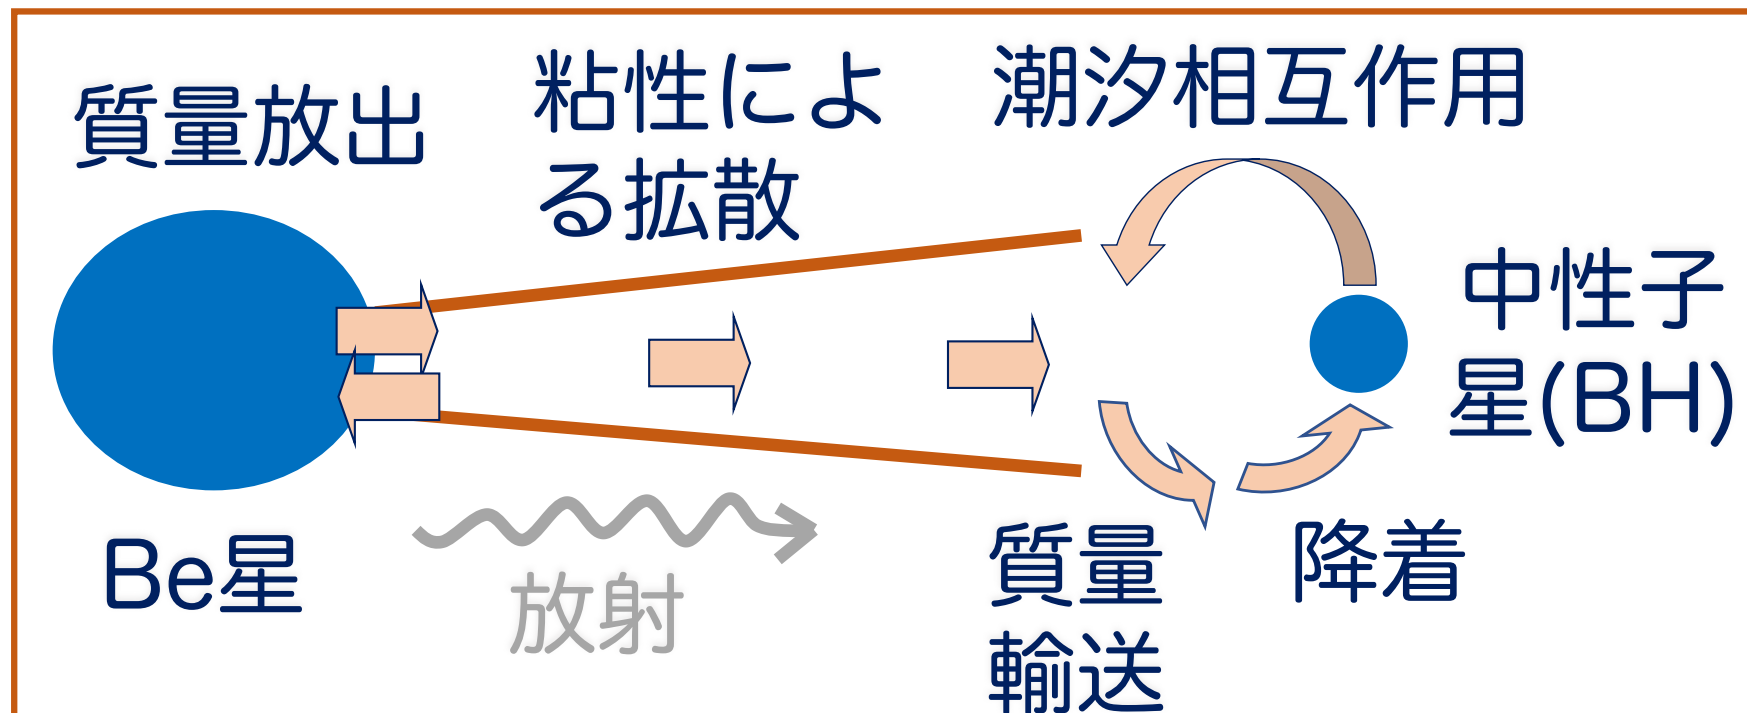 質量放出
粘性によ
る拡散
潮汐相互作用
中性子
星(BH)
Be星
放射
質量
輸送
降着